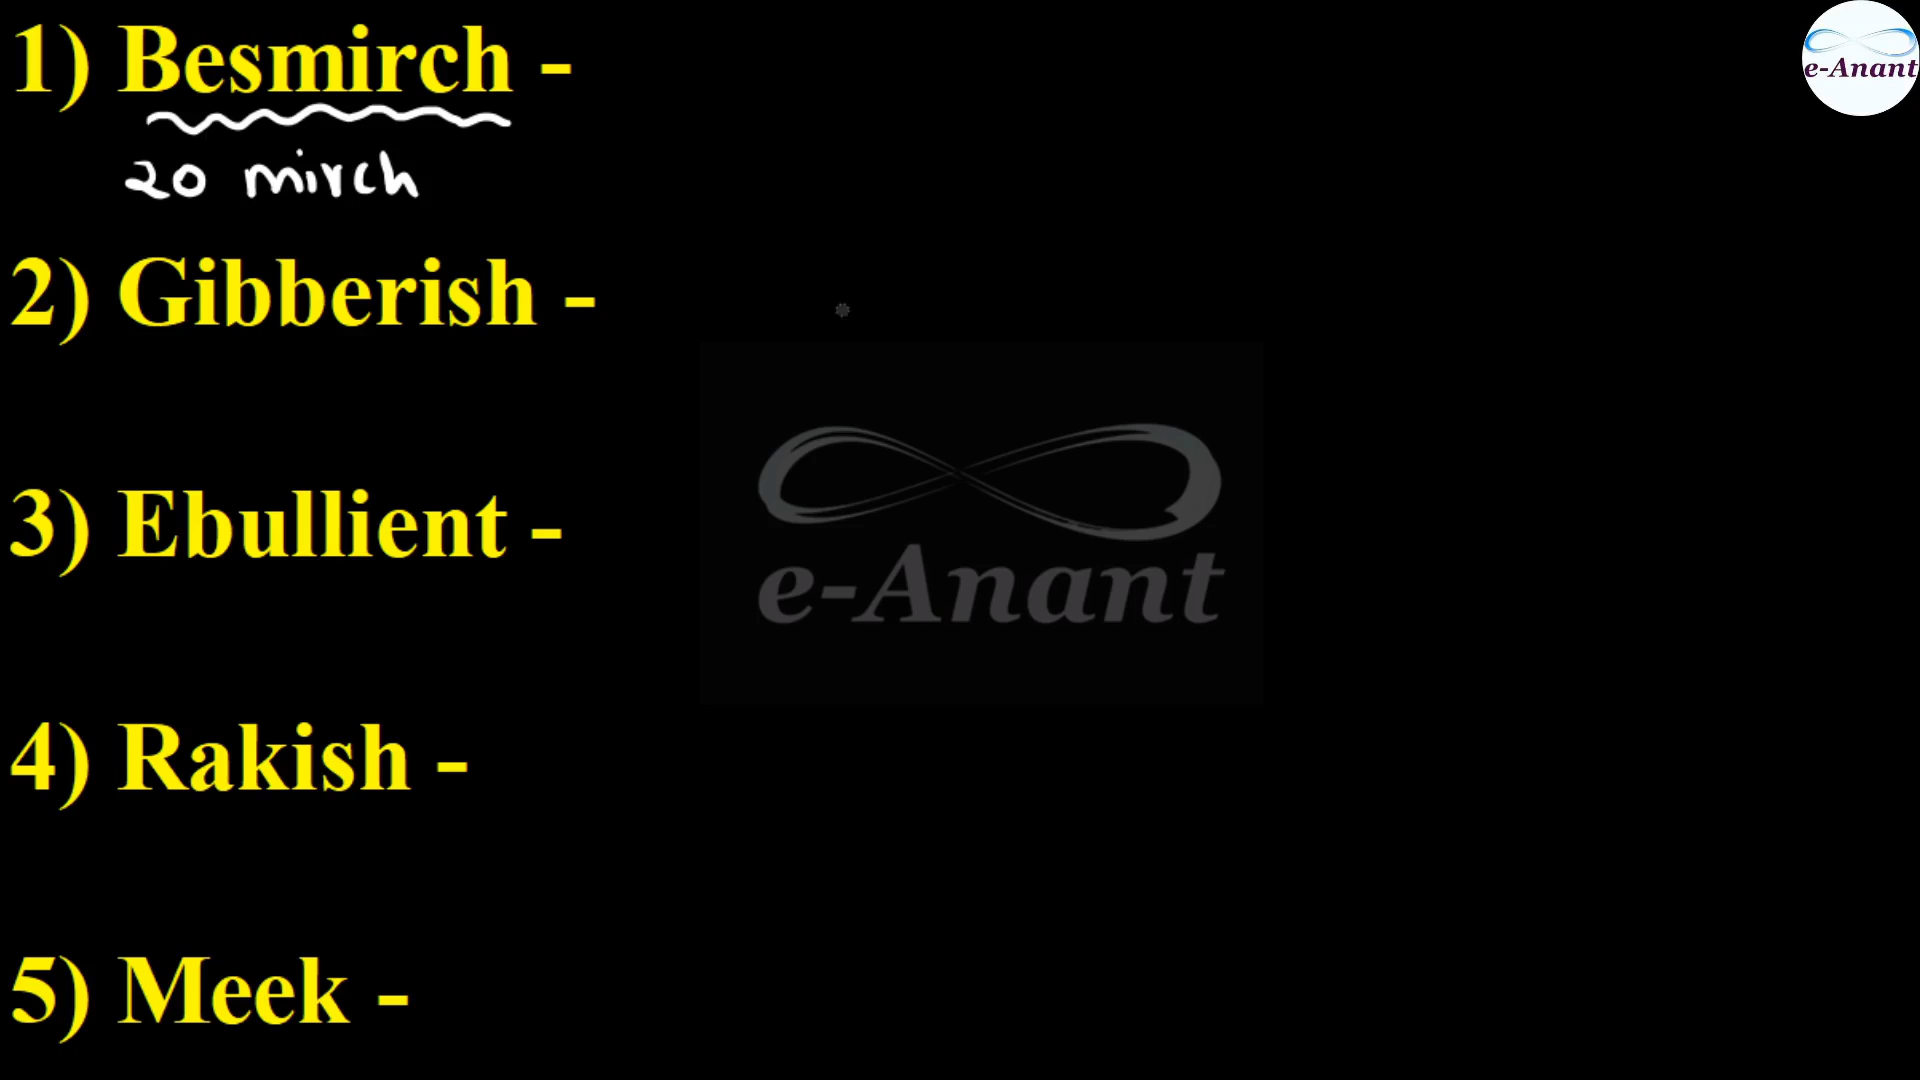 1) Besmirch -
e-Anant
20 mirch
2) Gibberish -
3) Ebullient -
e-Anant
4) Rakish -
5) Meek -